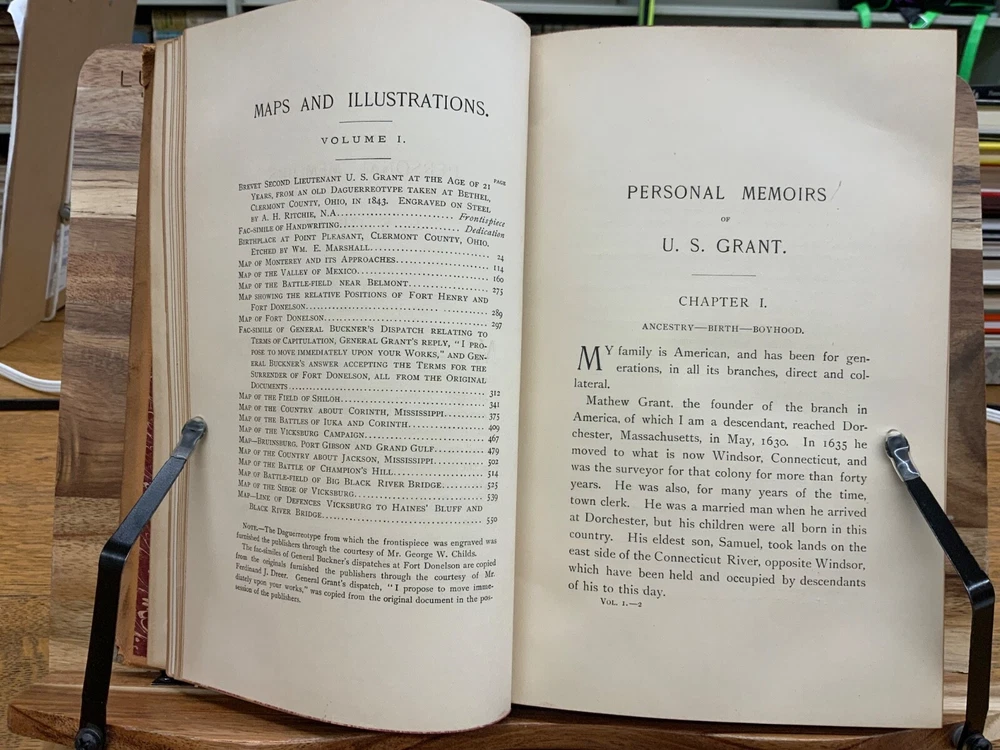 MAPS AND ILLUSTRATIONS.
VOLUME I.
PAGE
BREVET SECOND LIEUTENANT U. S. GRANT AT THE AGE OF 21
YEARS, FROM AN OLD DAGUERREOTYPE TAKEN AT BETHEL,
CLERMONT COUNTY, OHIO, IN 1843. ENGRAVED ON STEEL
BY A. H. RITCHIE, N.A. Frontispiece
FAC-SIMILE OF HANDWRITING. Dedication
BIRTHPLACE AT POINT PLEASANT, CLERMONT COUNTY, OHIO.
ETCHED BY WM. E. MARSHALL. 24
MAP OF MONTEREY AND ITS APPROACHES. 114
MAP OF THE VALLEY OF MEXICO. 160
MAP OF THE BATTLE-FIELD NEAR BELMONT. 275
MAP SHOWING THE RELATIVE POSITIONS OF FORT HENRY AND
FORT DONELSON. 289
MAP OF FORT DONELSON. 297
FAC-SIMILE OF GENERAL BUCKNER'S DISPATCH RELATING TO
TERMS OF CAPITULATION, GENERAL GRANT'S REPLY, "I PRO-
POSE TO MOVE IMMEDIATELY UPON YOUR WORKS," AND GEN-
ERAL BUCKNER'S ANSWER ACCEPTING THE TERMS FOR THE
SURRENDER OF FORT DONELSON, ALL FROM THE ORIGINAL
DOCUMENTS. 312
MAP OF THE FIELD OF SHILOH. 341
MAP OF THE COUNTRY ABOUT CORINTH, MISSISSIPPI. 375
MAP OF THE BATTLES OF IUKA AND CORINTH. 409
MAP OF THE VICKSBURG CAMPAIGN. 467
MAP—BRUINSBURG, PORT GIBSON AND GRAND GULF. 479
MAP OF THE COUNTRY ABOUT JACKSON, MISSISSIPPI. 502
MAP OF THE BATTLE OF CHAMPION'S HILL. 514
MAP OF BATTLE-FIELD OF BIG BLACK RIVER BRIDGE. 525
MAP OF THE SIEGE OF VICKSBURG. 539
MAP—LINE OF DEFENCES VICKSBURG TO HAINES' BLUFF AND
BLACK RIVER BRIDGE. 550
NOTE.—The Daguerreotype from which the frontispiece was engraved was
furnished the publishers through the courtesy of Mr. George W. Childs.
The fac-similes of General Buckner's dispatches at Fort Donelson are copied
from the originals furnished the publishers through the courtesy of Mr.
Ferdinand J. Dreer. General Grant's dispatch, "I propose to move imme-
diately upon your works," was copied from the original document in the pos-
session of the publishers.
PERSONAL MEMOIRS
OF
U. S. GRANT.
CHAPTER I.
ANCESTRY—BIRTH—BOYHOOD.
MY family is American, and has been for gen-
erations, in all its branches, direct and col-
lateral.
Mathew Grant, the founder of the branch in
America, of which I am a descendant, reached Dor-
chester, Massachusetts, in May, 1630. In 1635 he
moved to what is now Windsor, Connecticut, and
was the surveyor for that colony for more than forty
years. He was also, for many years of the time,
town clerk. He was a married man when he arrived
at Dorchester, but his children were all born in this
country. His eldest son, Samuel, took lands on the
east side of the Connecticut River, opposite Windsor,
which have been held and occupied by descendants
of his to this day.
VOL. I.—2